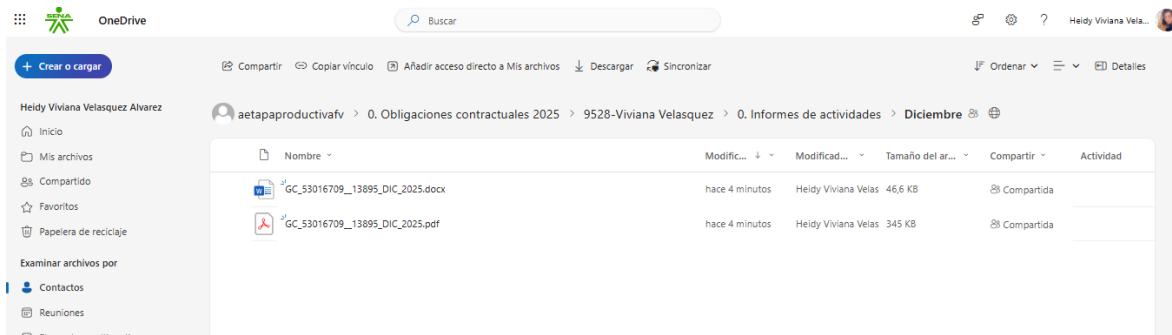 SENA
OneDrive
Buscar
Heidy Viviana Vela...
Crear o cargar
Compartir
Copiar vínculo
Añadir acceso directo a Mis archivos
Descargar
Sincronizar
Ordenar
Detalles
Heidy Viviana Velasquez Alvarez
Inicio
Mis archivos
Compartido
Favoritos
Papelera de reciclaje
Examinar archivos por
Contactos
Reuniones
aetapaproductivafv > 0. Obligaciones contractuales 2025 > 9528-Viviana Velasquez > 0. Informes de actividades > Diciembre
Nombre Modific... Modificad... Tamaño del ar... Compartir Actividad
GC_53016709__13895_DIC_2025.docx hace 4 minutos Heidy Viviana Velas 46,6 KB Compartida
GC_53016709__13895_DIC_2025.pdf hace 4 minutos Heidy Viviana Velas 345 KB Compartida